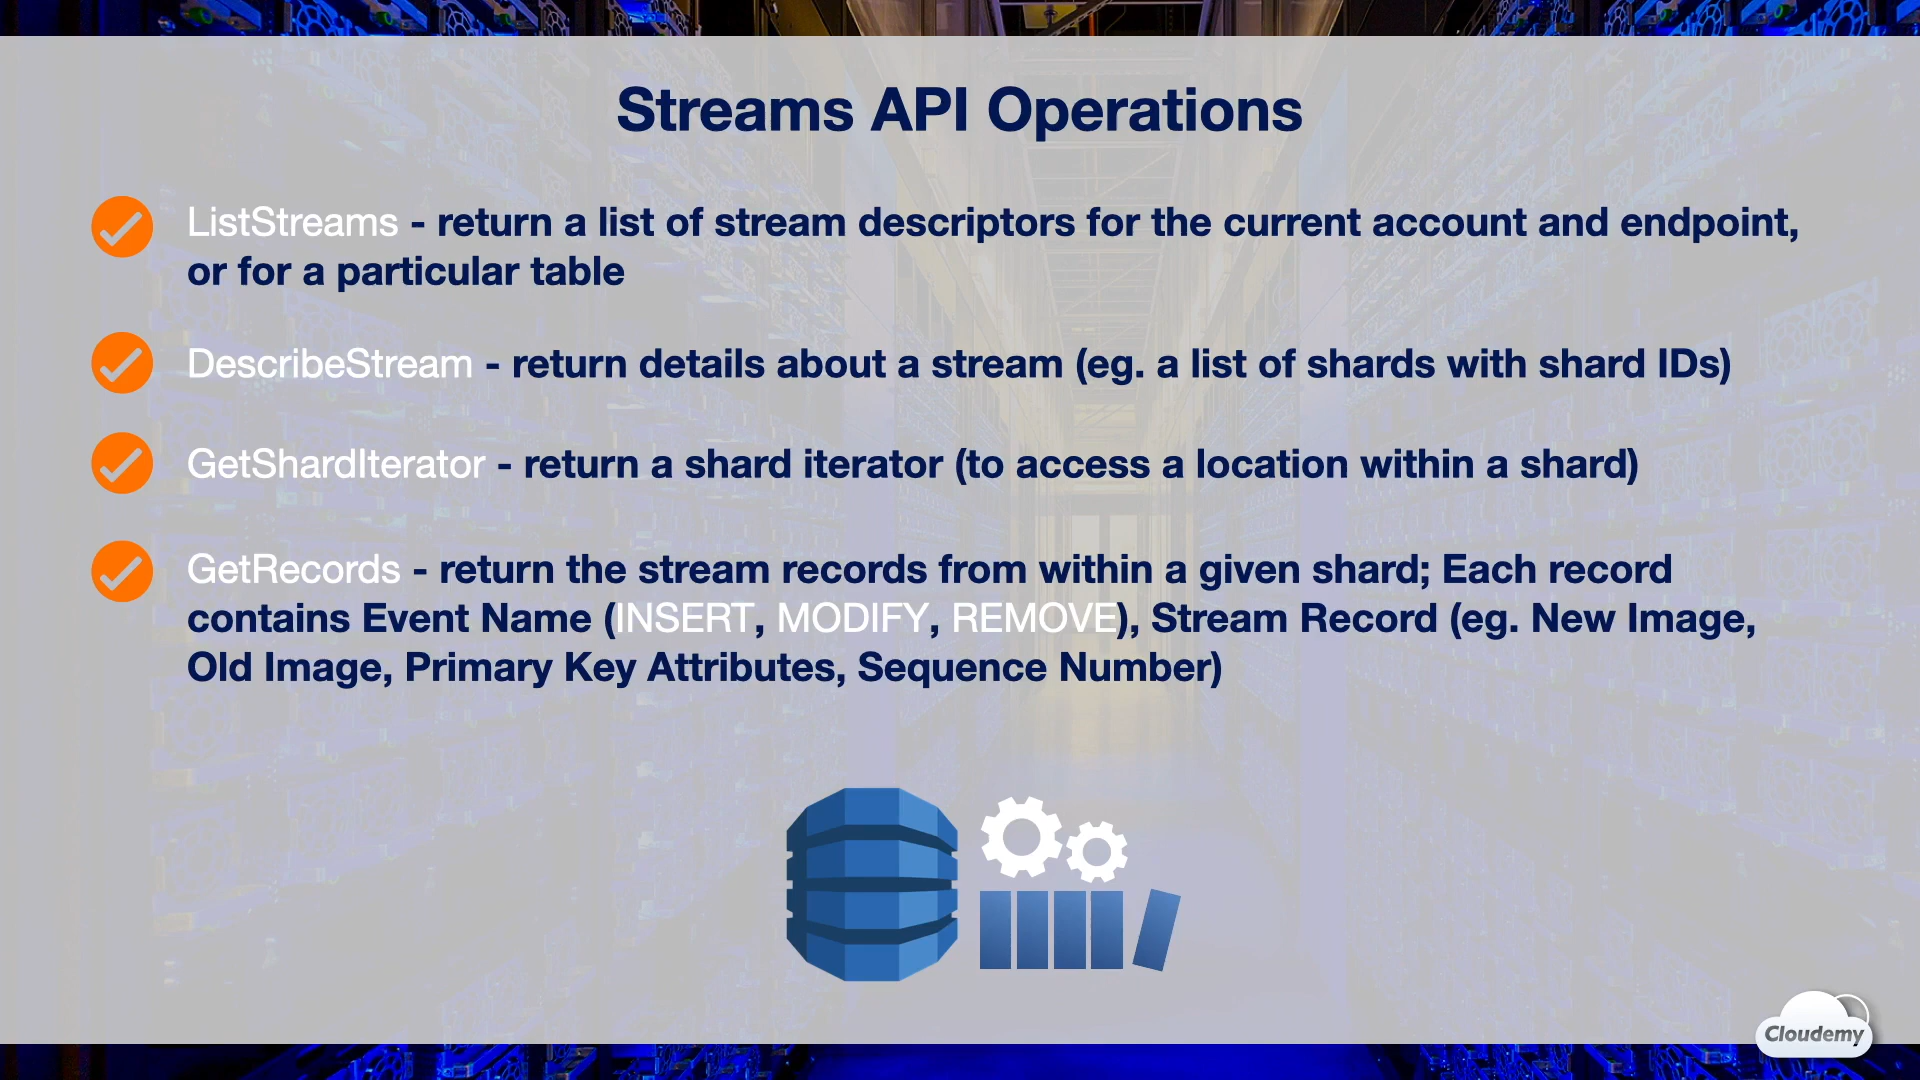 Streams API Operations
ListStreams - return a list of stream descriptors for the current account and endpoint,
or for a particular table
DescribeStream - return details about a stream (eg. a list of shards with shard IDs)
GetShardIterator - return a shard iterator (to access a location within a shard)
GetRecords - return the stream records from within a given shard; Each record
contains Event Name (INSERT, MODIFY, REMOVE), Stream Record (eg. New Image,
Old Image, Primary Key Attributes, Sequence Number)
Cloudemy